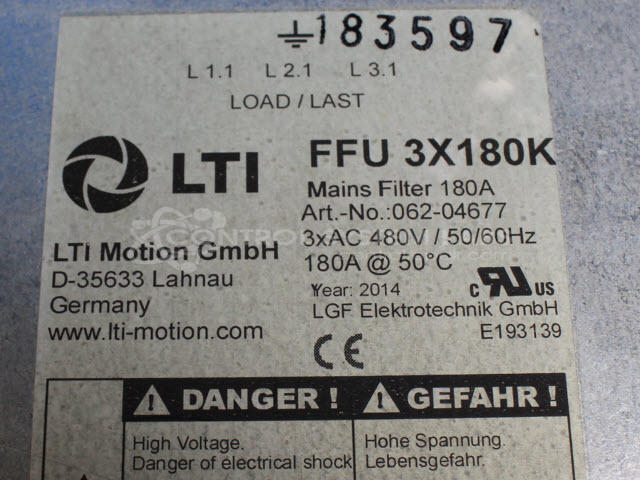 183597
L 1.1 L 2.1 L 3.1
LOAD / LAST
LTI
FFU 3X180K
Mains Filter 180A
Art.-No.:062-04677
3xAC 480V / 50/60Hz
180A @ 50°C
Year: 2014
LGF Elektrotechnik GmbH
c RU US
E193139
LTI Motion GmbH
D-35633 Lahnau
Germany
www.lti-motion.com
CE
DANGER !
High Voltage.
Danger of electrical shock
GEFAHR !
Hohe Spannung.
Lebensgefahr.